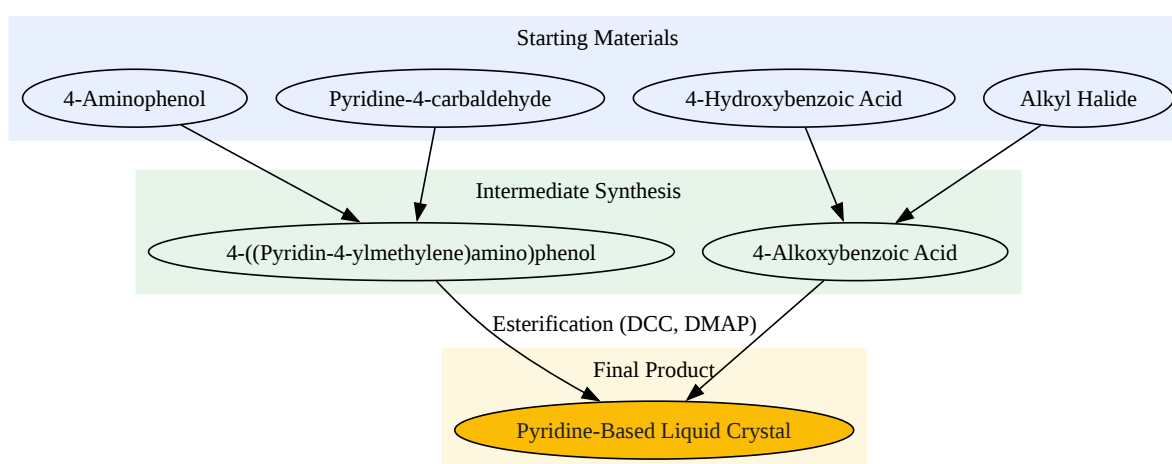 Starting Materials
4-Aminophenol
Pyridine-4-carbaldehyde
4-Hydroxybenzoic Acid
Alkyl Halide
Intermediate Synthesis
4-((Pyridin-4-ylmethylene)amino)phenol
4-Alkoxybenzoic Acid
Esterification (DCC, DMAP)
Final Product
Pyridine-Based Liquid Crystal